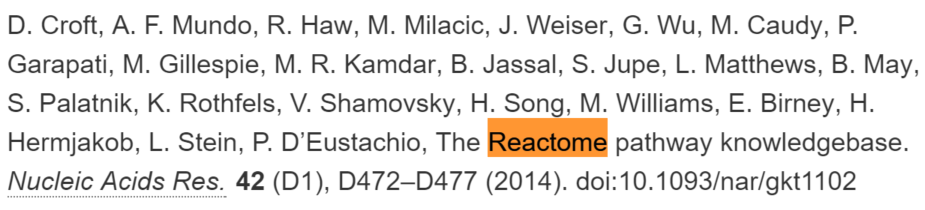 D. Croft, A. F. Mundo, R. Haw, M. Milacic, J. Weiser, G. Wu, M. Caudy, P.
Garapati, M. Gillespie, M. R. Kamdar, B. Jassal, S. Jupe, L. Matthews, B. May,
S. Palatnik, K. Rothfels, V. Shamovsky, H. Song, M. Williams, E. Birney, H.
Hermjakob, L. Stein, P. D’Eustachio, The Reactome pathway knowledgebase.
Nucleic Acids Res. 42 (D1), D472–D477 (2014). doi:10.1093/nar/gkt1102